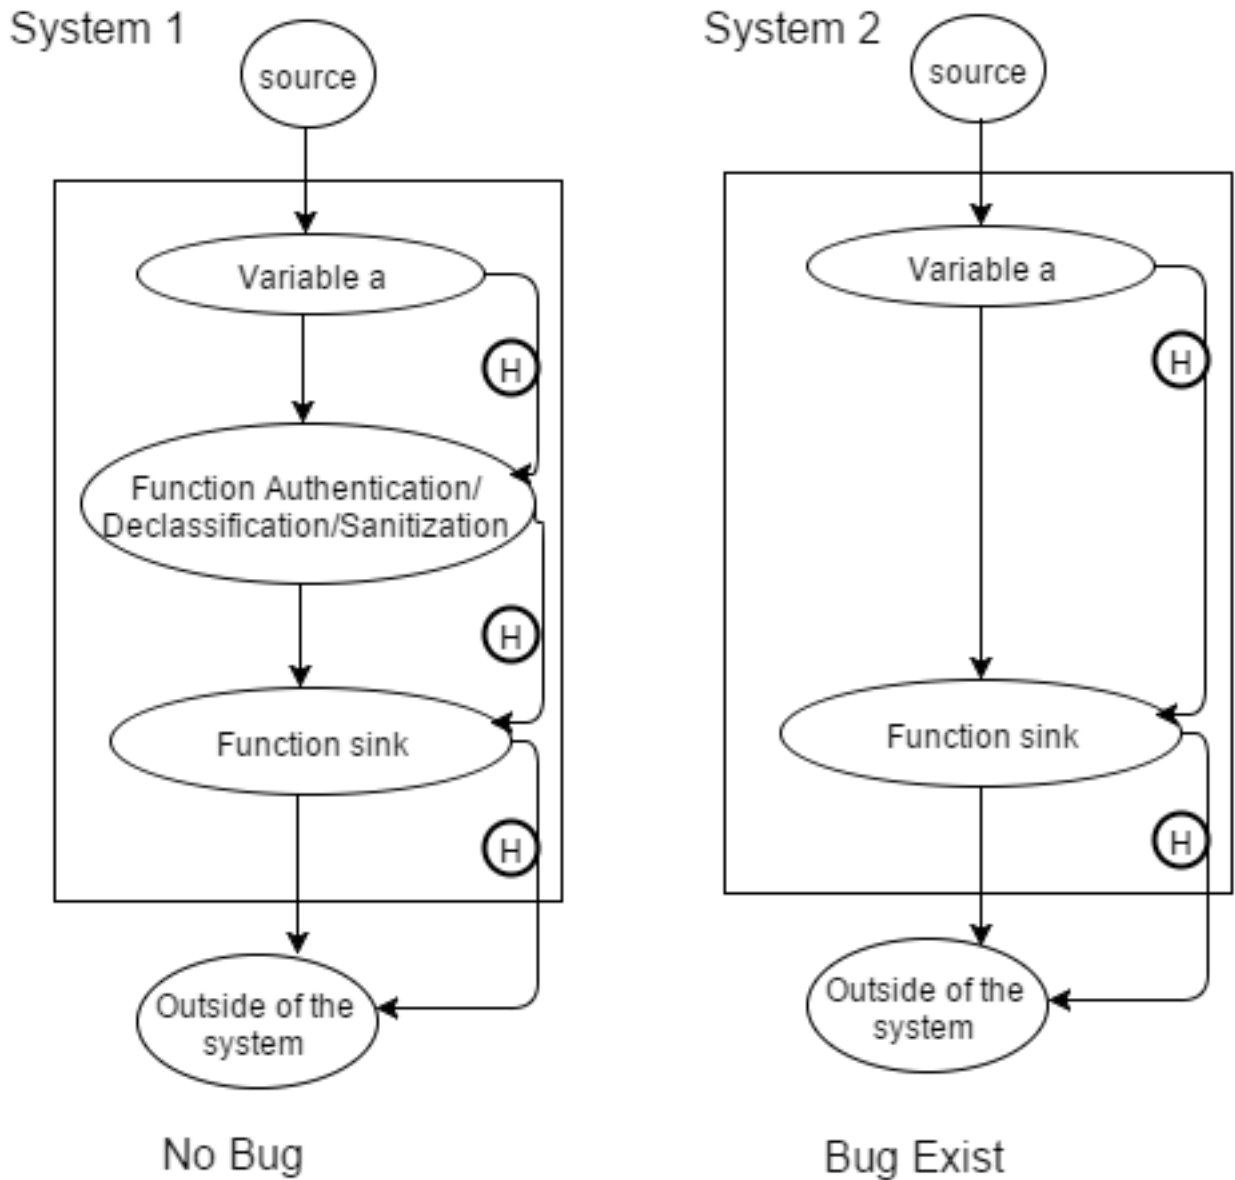 System 1
source
Variable a
H
Function Authentication/
Declassification/Sanitization
H
Function sink
H
Outside of the
system
No Bug
System 2
source
Variable a
H
Function sink
H
Outside of the
system
Bug Exist